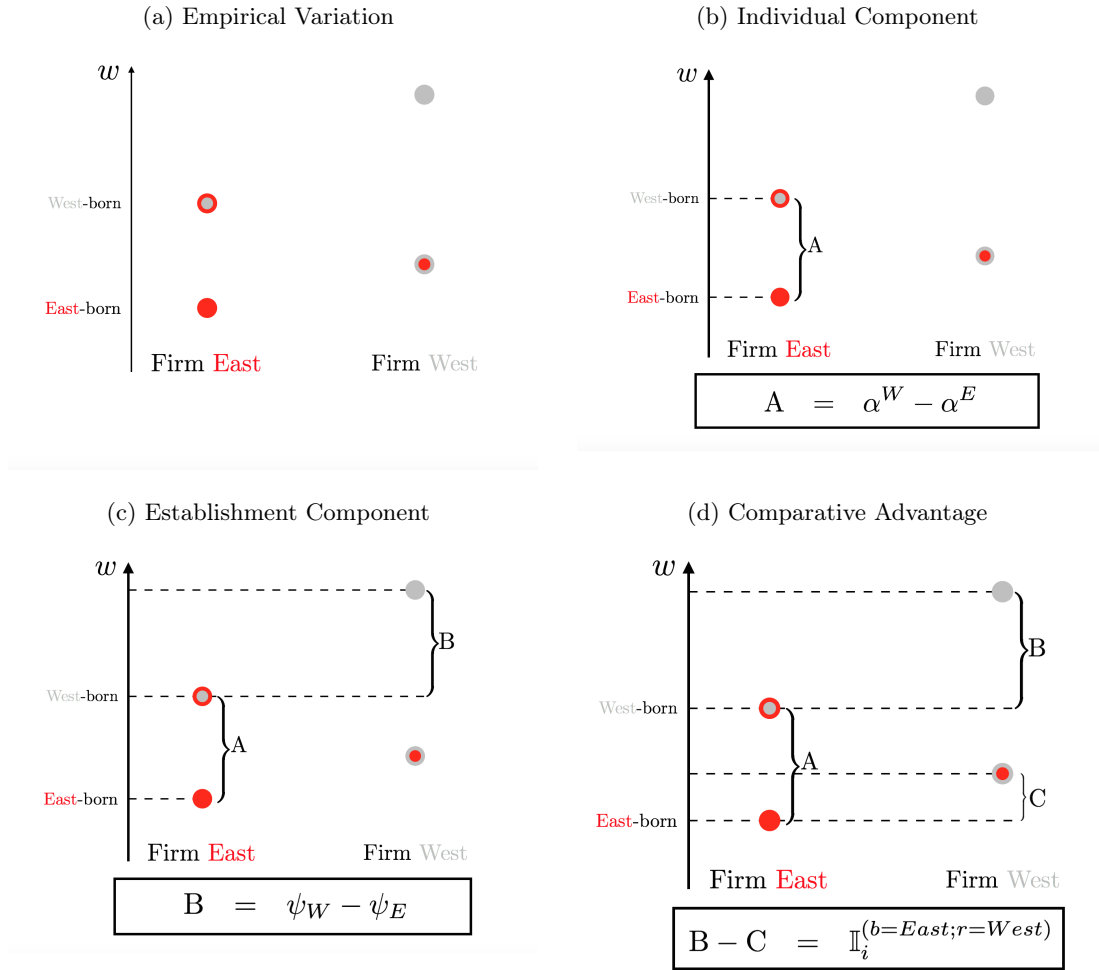 (a) Empirical Variation
w
West-born
East-born
Firm East
Firm West
(b) Individual Component
w
West-born
A
East-born
Firm East
Firm West
A = α^W − α^E
(c) Establishment Component
w
B
West-born
A
East-born
Firm East
Firm West
B = ψ_W − ψ_E
(d) Comparative Advantage
w
B
West-born
A
C
East-born
Firm East
Firm West
B − C = 𝕀_i^(b=East;r=West)